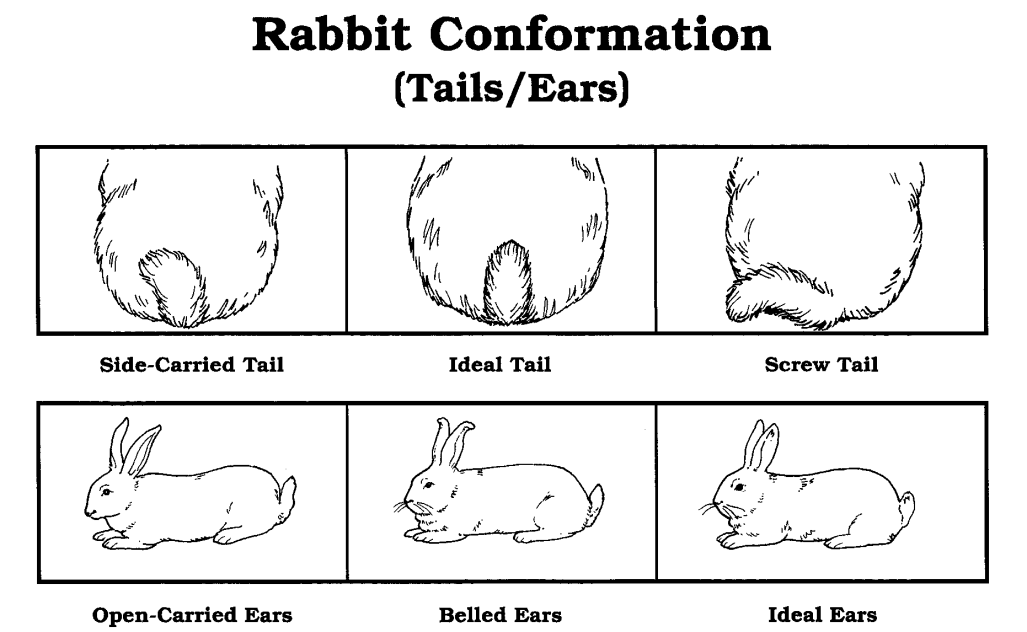 Rabbit Conformation
(Tails/Ears)
Side-Carried Tail
Ideal Tail
Screw Tail
Open-Carried Ears
Belled Ears
Ideal Ears